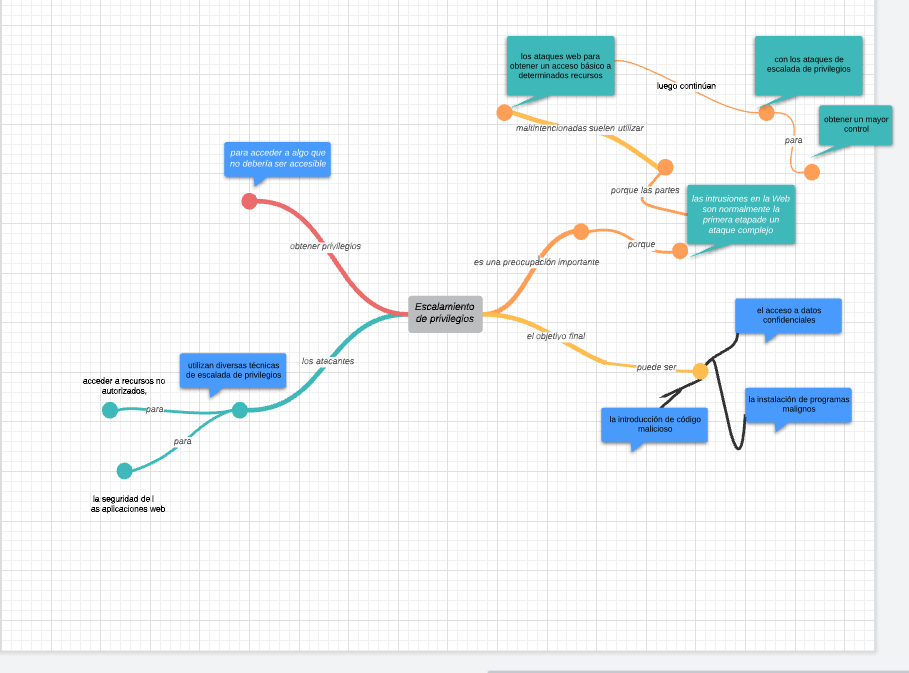 los ataques web para
obtener un acceso básico a
determinados recursos
luego continúan
con los ataques de
escalada de privilegios
obtener un mayor
control
para
malitintencionadas suelen utilizar
porque las partes
las intrusiones en la Web
son normalmente la
primera etapade un
ataque complejo
porque
es una preocupación importante
para acceder a algo que
no debería ser accesible
obtener privilegios
Escalamiento
de privilegios
el objetivo final
puede ser
el acceso a datos
confidenciales
la instalación de programas
malignos
la introducción de código
malicioso
los atacantes
utilizan diversas técnicas
de escalada de privilegios
acceder a recursos no
autorizados,
para
para
la seguridad de l
as aplicaciones web